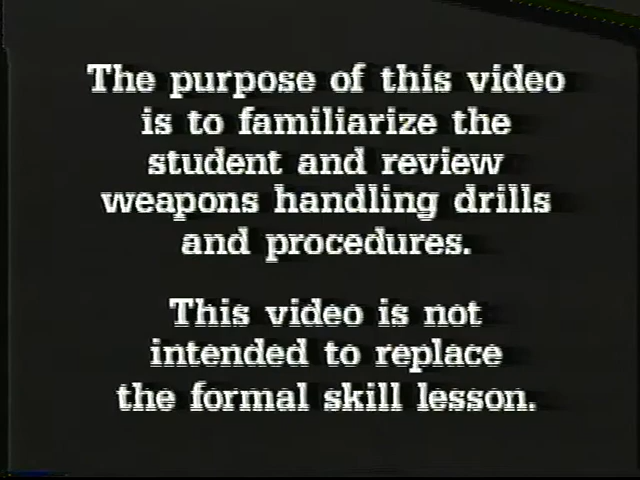 The purpose of this video
is to familiarize the
student and review
weapons handling drills
and procedures.
This video is not
intended to replace
the formal skill lesson.